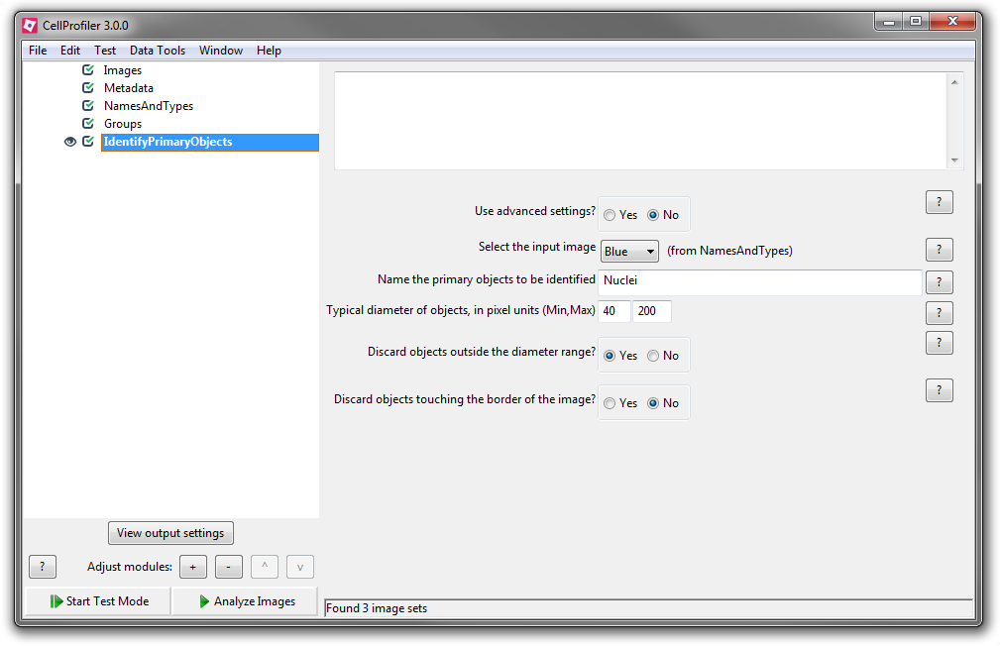 CellProfiler 3.0.0
File Edit Test Data Tools Window Help
Images
Metadata
NamesAndTypes
Groups
IdentifyPrimaryObjects
Use advanced settings? Yes No ?
Select the input image Blue (from NamesAndTypes) ?
Name the primary objects to be identified Nuclei ?
Typical diameter of objects, in pixel units (Min,Max) 40 200 ?
Discard objects outside the diameter range? Yes No ?
Discard objects touching the border of the image? Yes No ?
View output settings
? Adjust modules: + - ^ v
Start Test Mode Analyze Images
Found 3 image sets